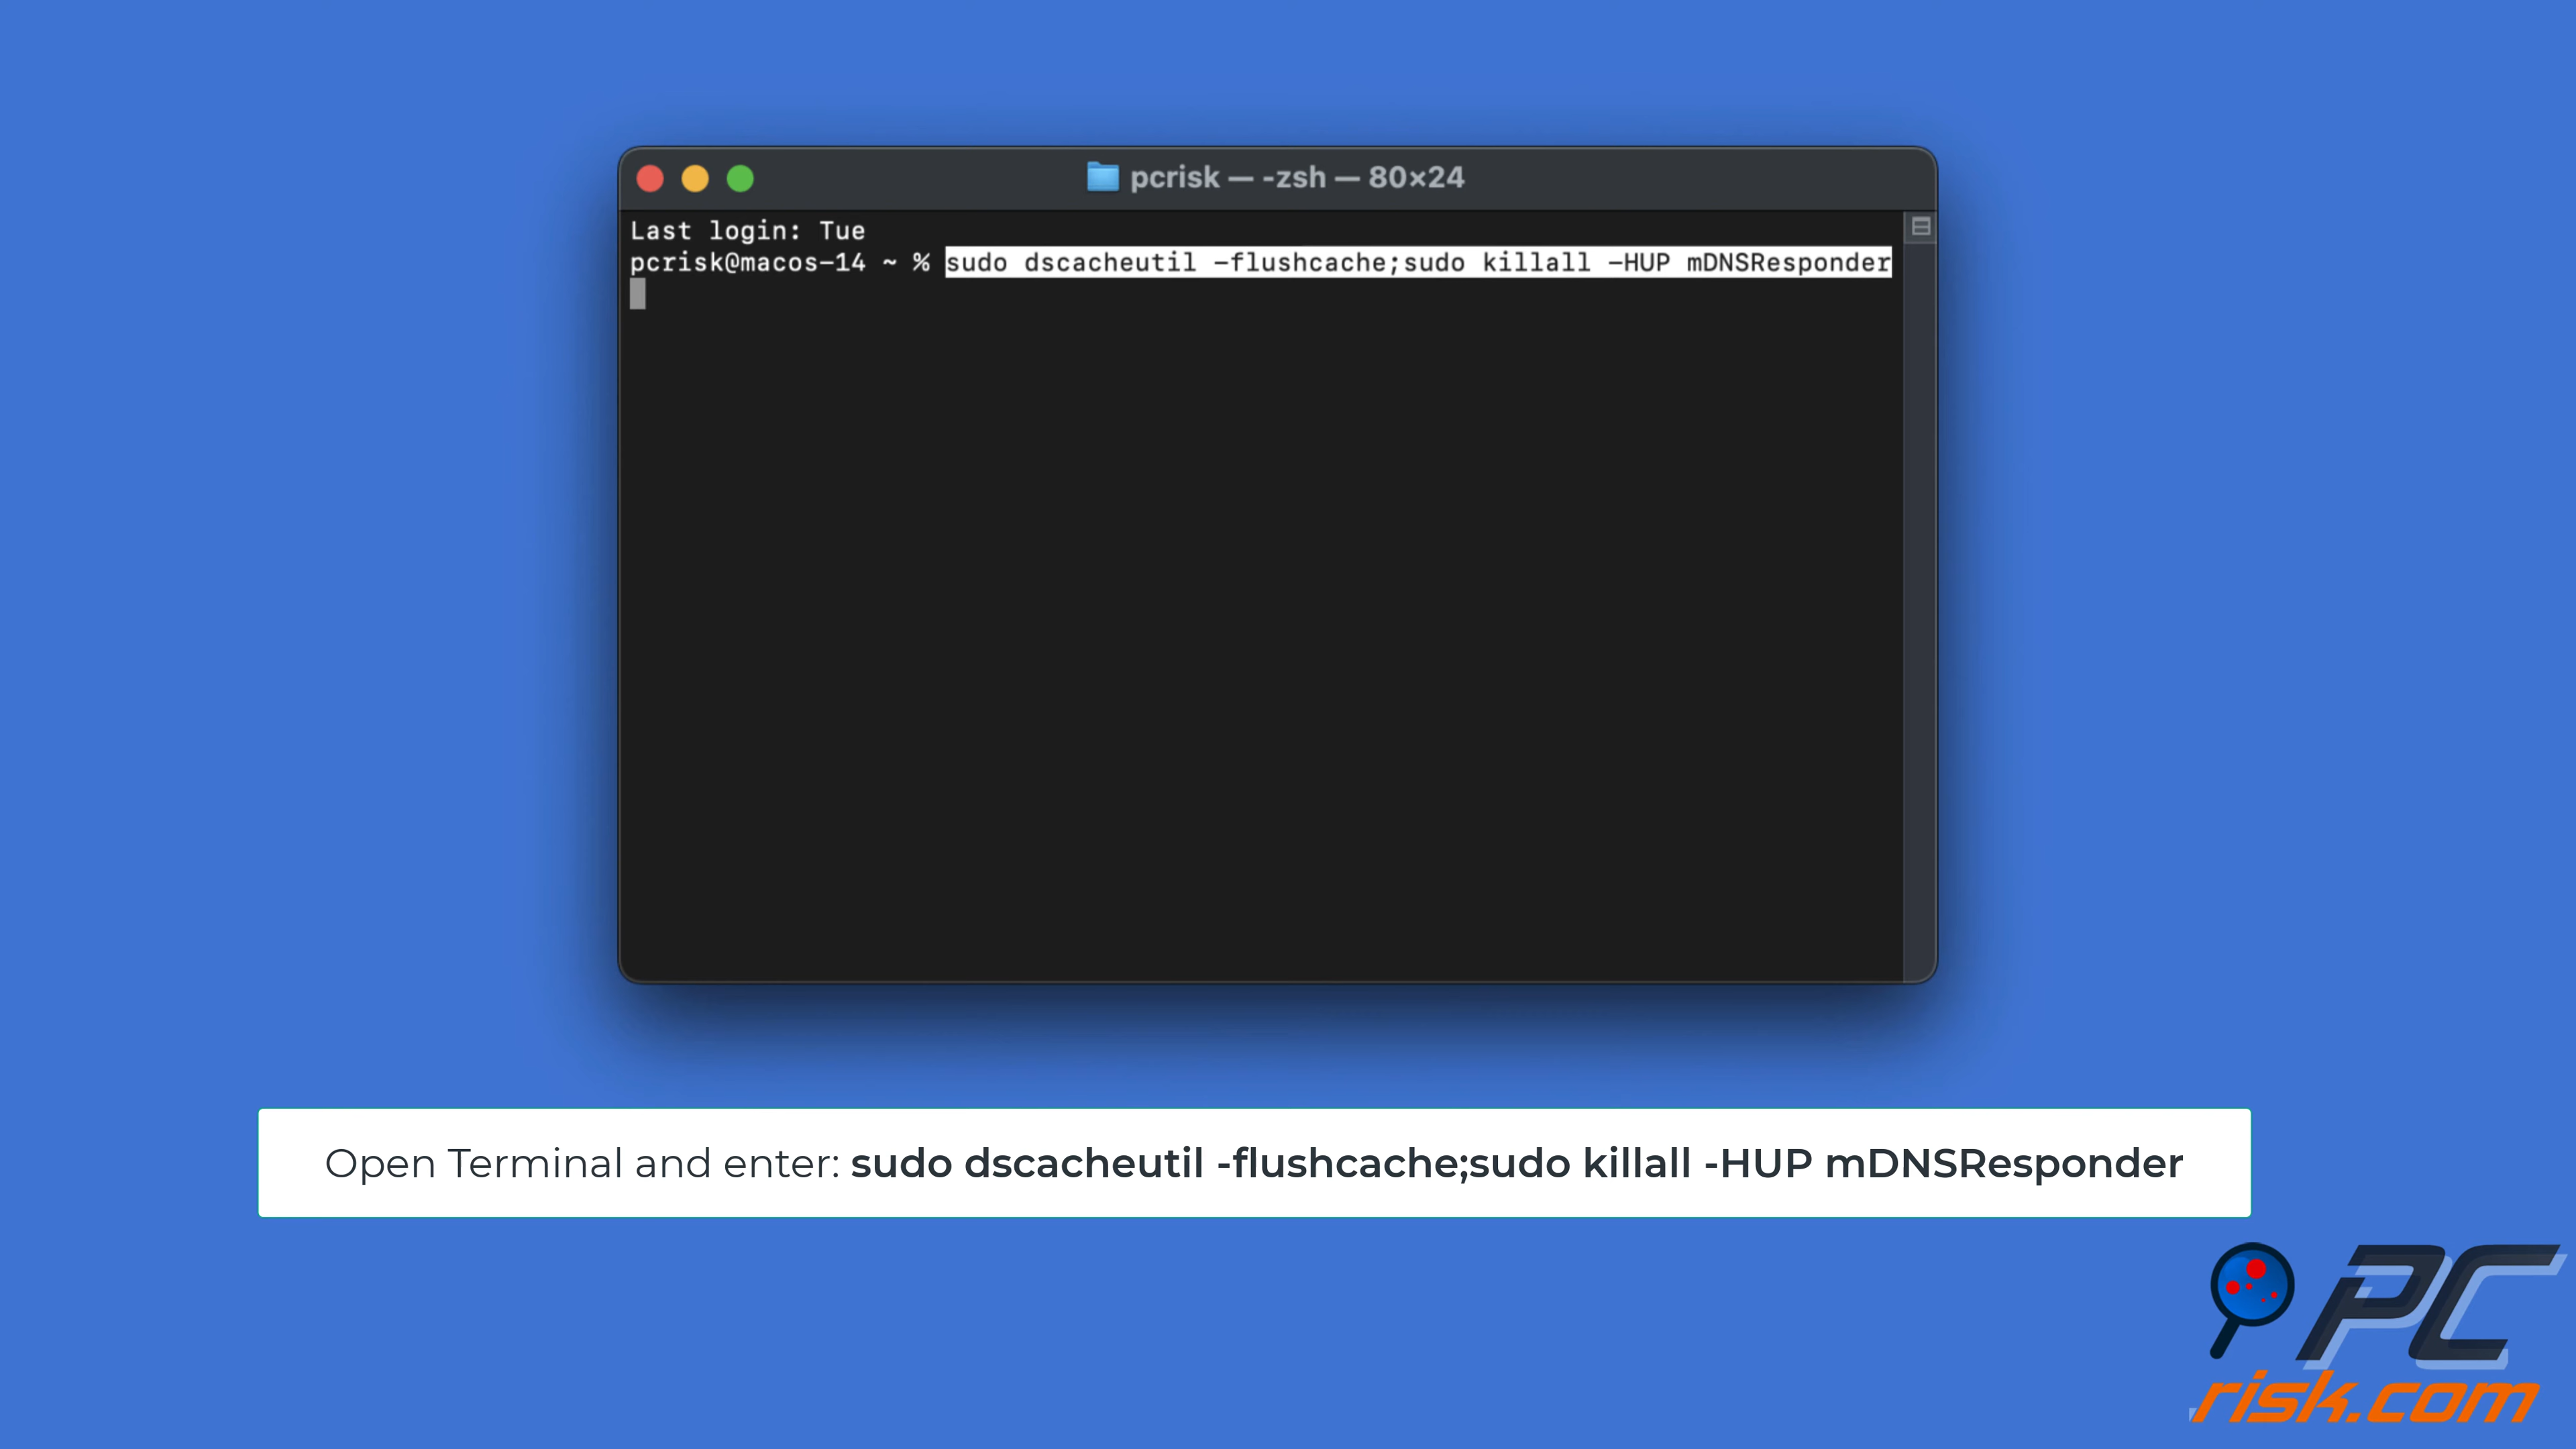 pcrisk — -zsh — 80×24
Last login: Tue
pcrisk@macos-14 ~ % sudo dscacheutil -flushcache;sudo killall -HUP mDNSResponder
Open Terminal and enter: sudo dscacheutil -flushcache;sudo killall -HUP mDNSResponder
PC
risk.com